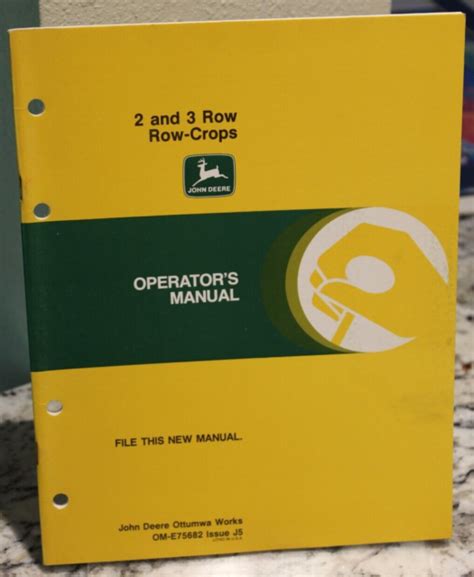 2 and 3 Row
Row-Crops
JOHN DEERE
OPERATOR'S
MANUAL
FILE THIS NEW MANUAL.
John Deere Ottumwa Works
OM-E75682 Issue J5